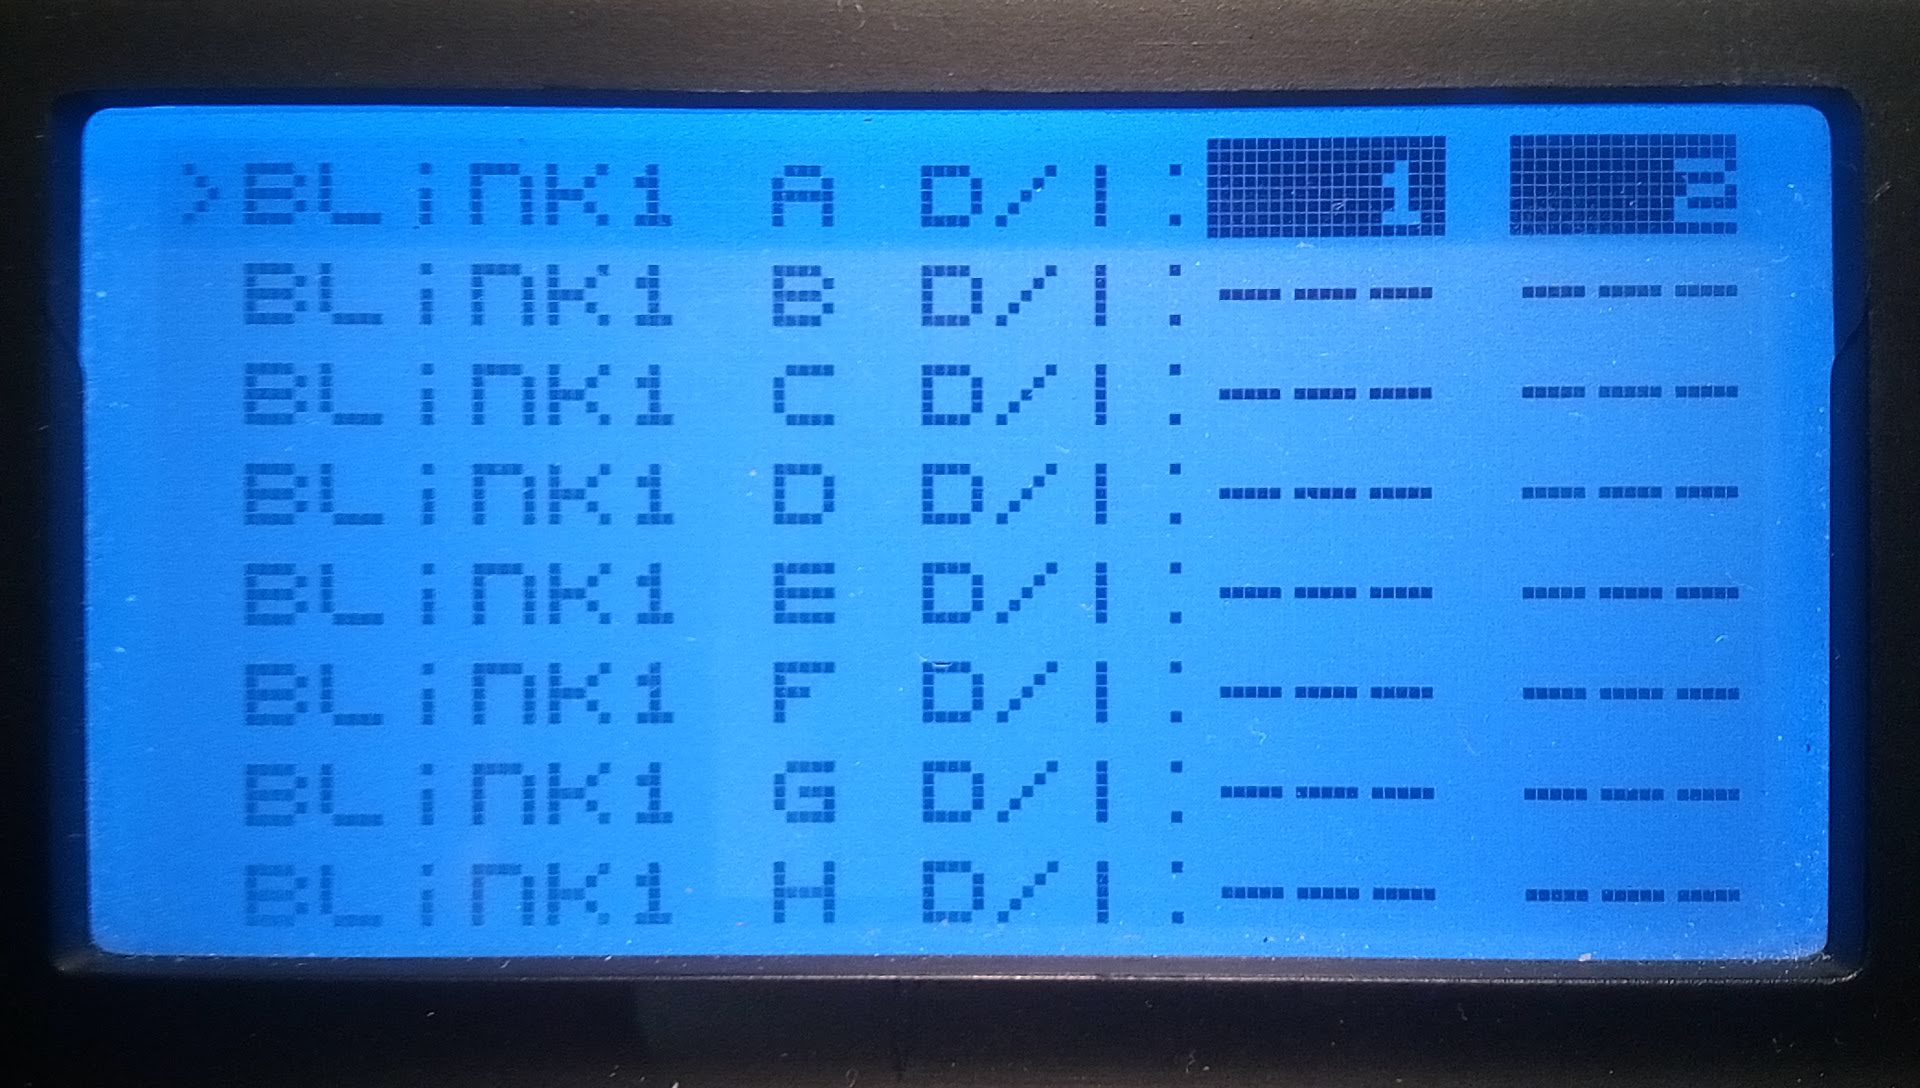 >BLiNK1 A D/I: 1 2
BLiNK1 B D/I:--- ---
BLiNK1 C D/I:--- ---
BLiNK1 D D/I:--- ---
BLiNK1 E D/I:--- ---
BLiNK1 F D/I:--- ---
BLiNK1 G D/I:--- ---
BLiNK1 H D/I:--- ---